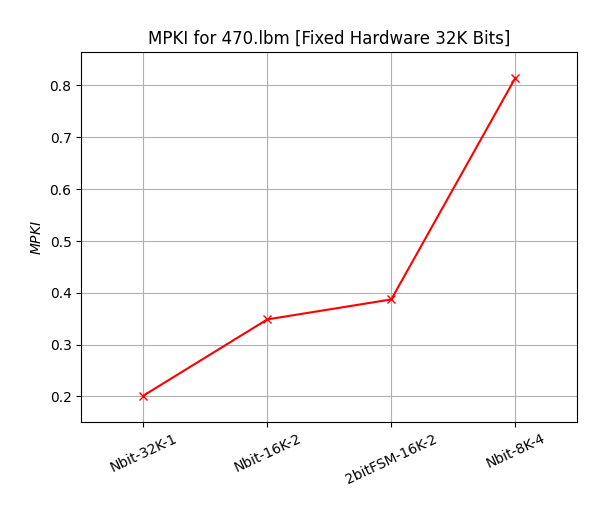 MPKI for 470.lbm [Fixed Hardware 32K Bits]
MPKI
0.8
0.7
0.6
0.5
0.4
0.3
0.2
Nbit-32K-1
Nbit-16K-2
2bitFSM-16K-2
Nbit-8K-4